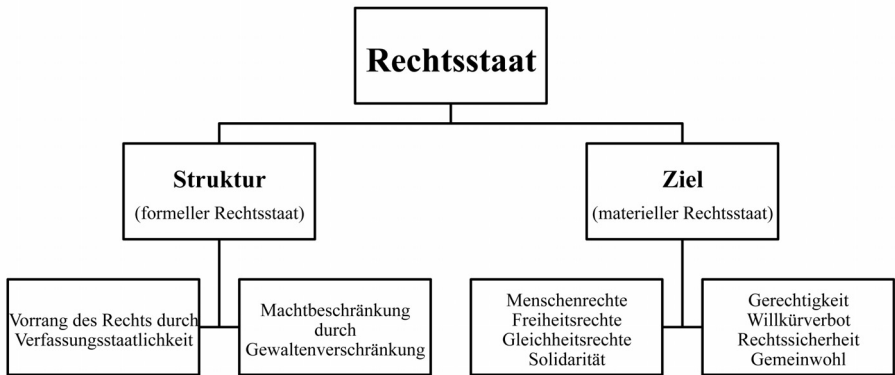 Rechtsstaat
Struktur
(formeller Rechtsstaat)
Ziel
(materieller Rechtsstaat)
Vorrang des Rechts durch
Verfassungsstaatlichkeit
Machtbeschränkung
durch
Gewaltenverschränkung
Menschenrechte
Freiheitsrechte
Gleichheitsrechte
Solidarität
Gerechtigkeit
Willkürverbot
Rechtssicherheit
Gemeinwohl